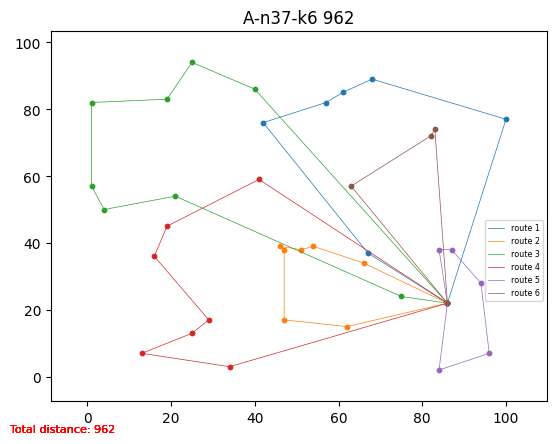 A-n37-k6 962
100
80
60
40
20
0
route 1
route 2
route 3
route 4
route 5
route 6
0 20 40 60 80 100
Total distance: 962